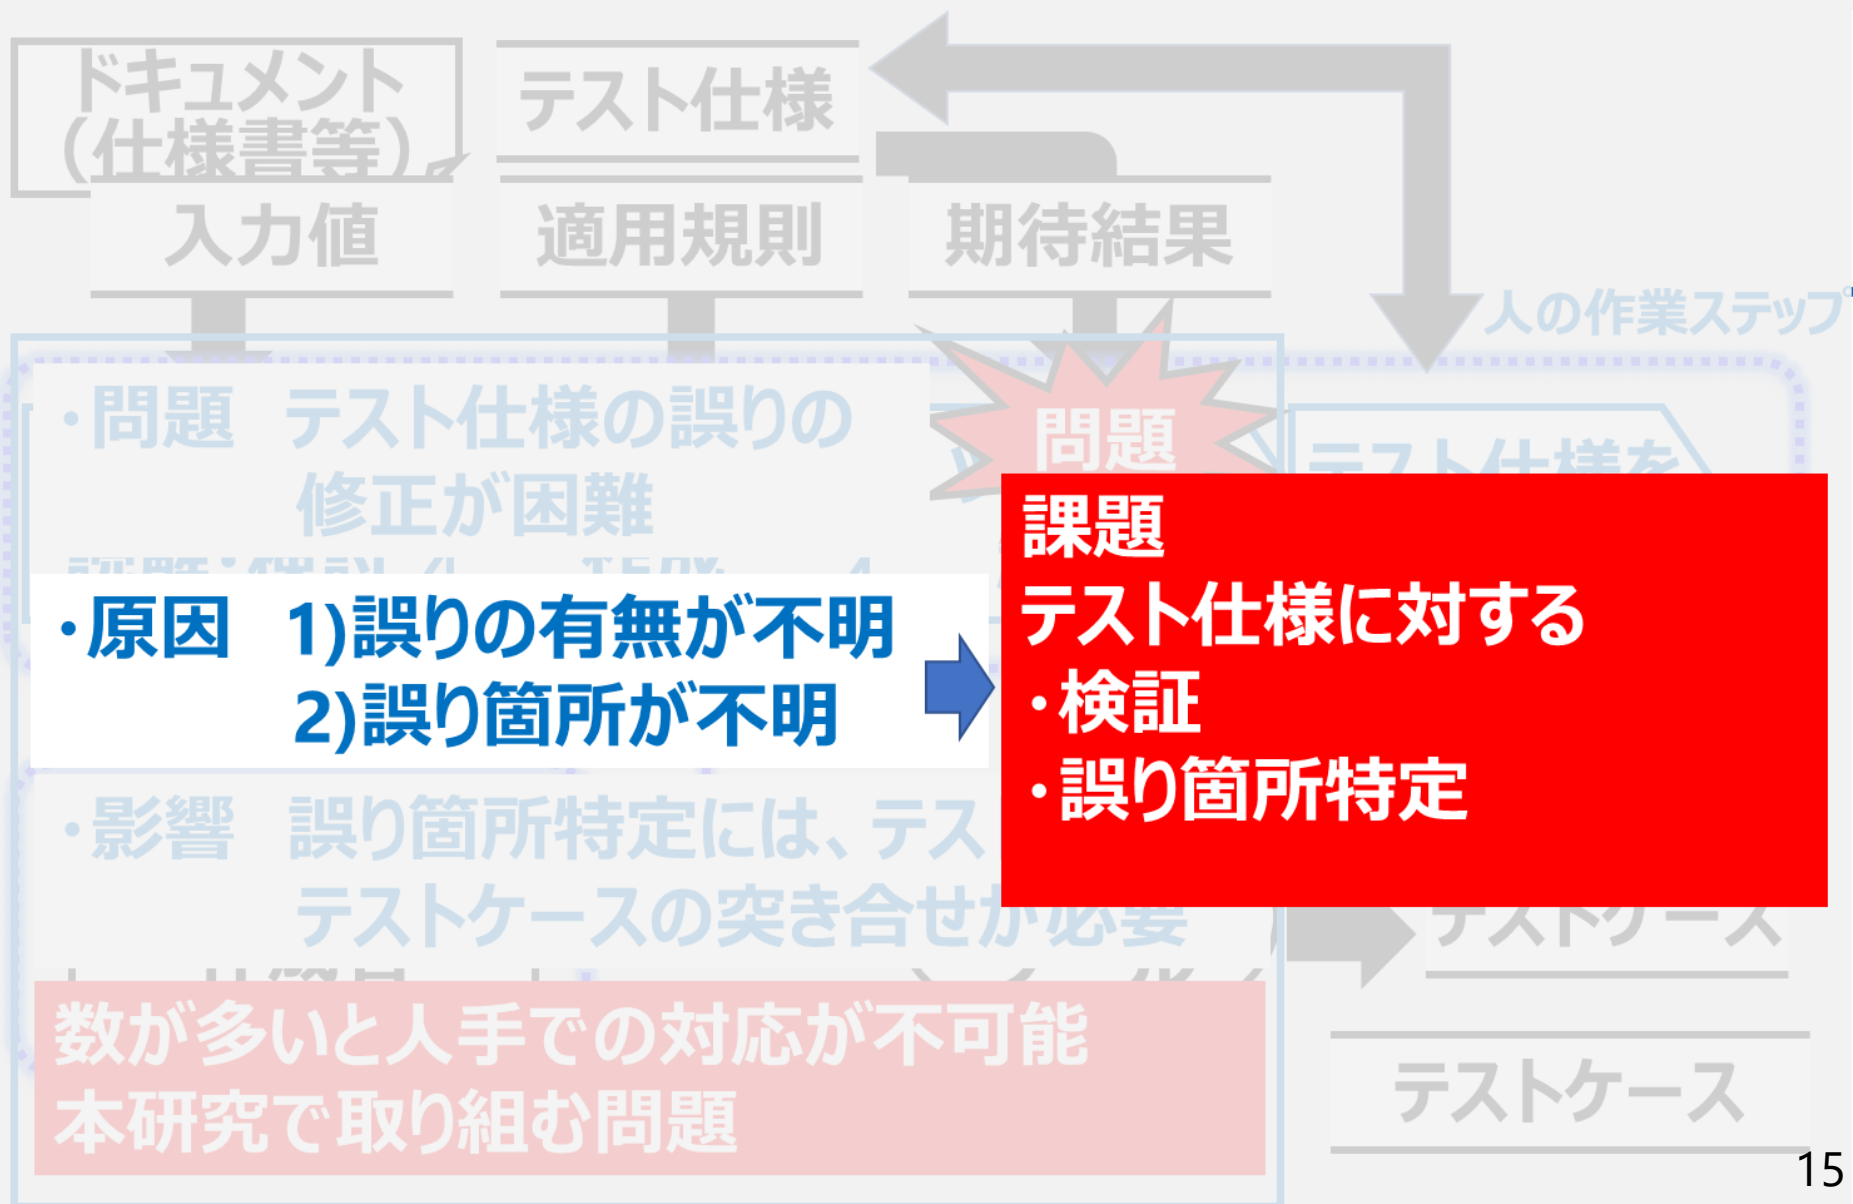 ドキュメント
（仕様書等）
テスト仕様
入力値
適用規則
期待結果
人の作業ステップ
・問題 テスト仕様の誤りの
修正が困難
問題
テスト仕様を
・原因 1)誤りの有無が不明
2)誤り箇所が不明
課題
テスト仕様に対する
・検証
・誤り箇所特定
・影響 誤り箇所特定には、テス
テストケースの突き合せが必要
テストケース
数が多いと人手での対応が不可能
本研究で取り組む問題
テストケース
15